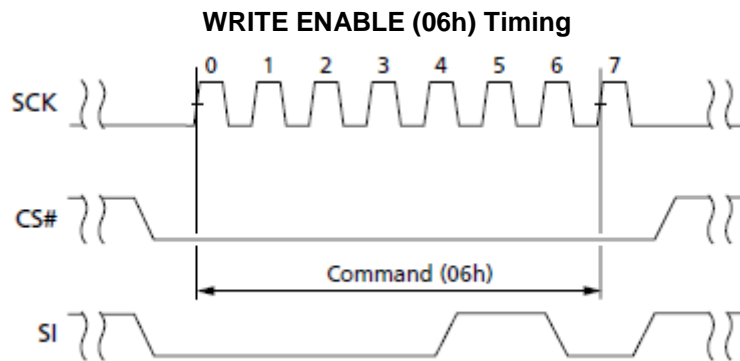 WRITE ENABLE (06h) Timing
0 1 2 3 4 5 6 7
SCK
CS#
Command (06h)
SI